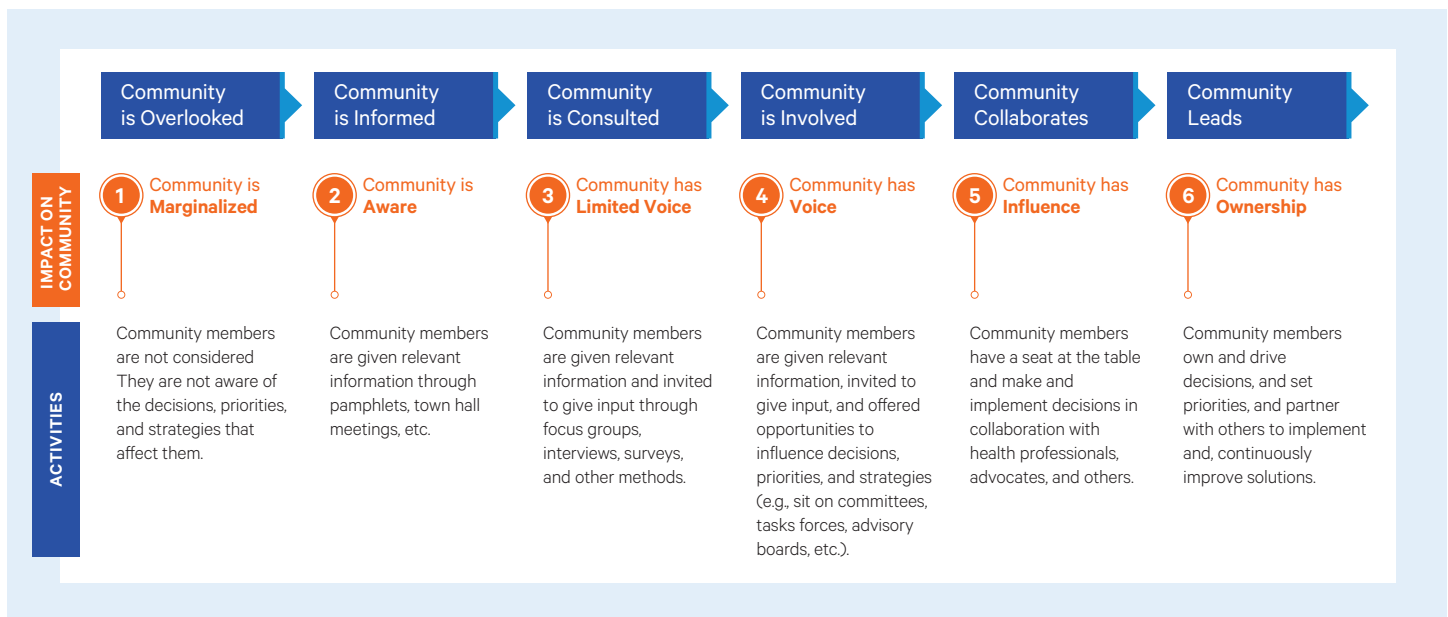 Community
is Overlooked
Community
is Informed
Community
is Consulted
Community
is Involved
Community
Collaborates
Community
Leads
IMPACT ON
COMMUNITY
1
Community is
Marginalized
2
Community is
Aware
3
Community has
Limited Voice
4
Community has
Voice
5
Community has
Influence
6
Community has
Ownership
ACTIVITIES
Community members
are not considered
They are not aware of
the decisions, priorities,
and strategies that
affect them.
Community members
are given relevant
information through
pamphlets, town hall
meetings, etc.
Community members
are given relevant
information and invited
to give input through
focus groups,
interviews, surveys,
and other methods.
Community members
are given relevant
information, invited to
give input, and offered
opportunities to
influence decisions,
priorities, and strategies
(e.g., sit on committees,
tasks forces, advisory
boards, etc.).
Community members
have a seat at the table
and make and
implement decisions in
collaboration with
health professionals,
advocates, and others.
Community members
own and drive
decisions, and set
priorities, and partner
with others to implement
and, continuously
improve solutions.